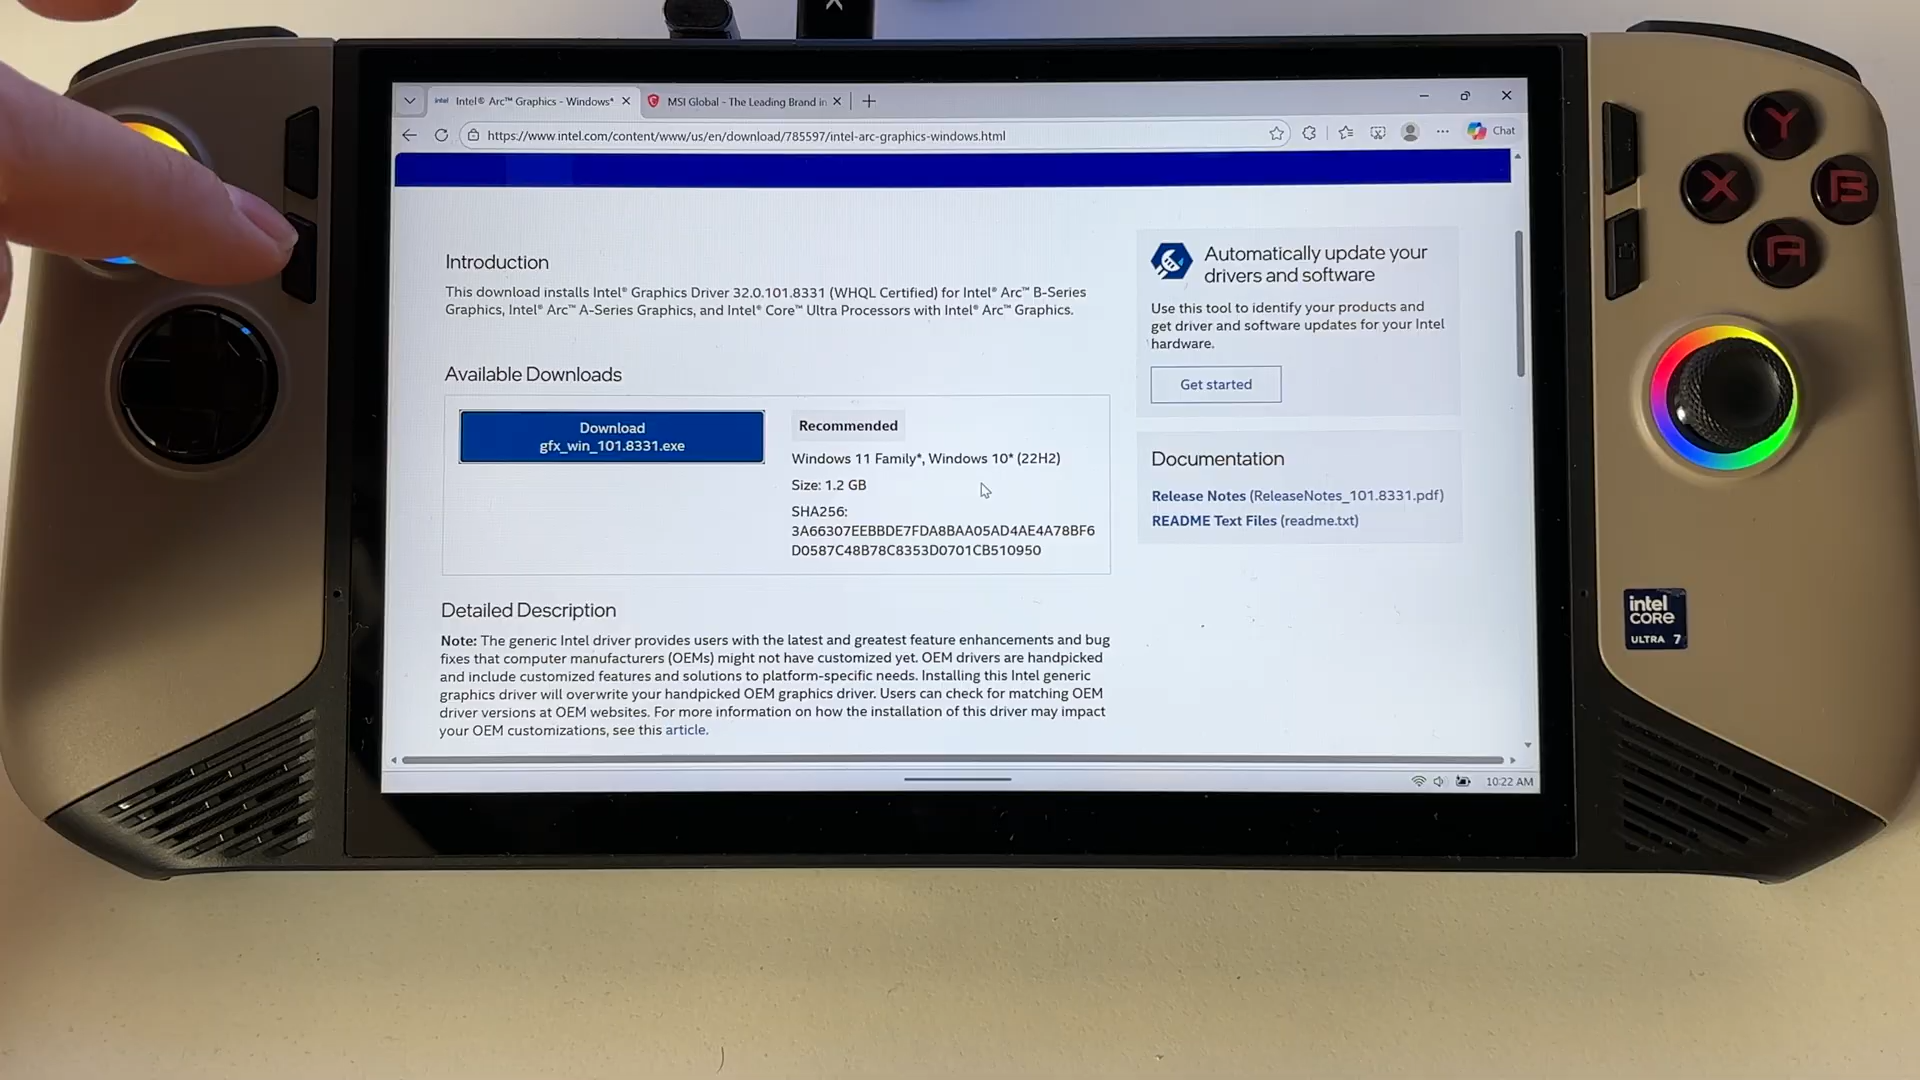 intel
Intel® Arc™ Graphics - Windows*
MSI Global - The Leading Brand in
https://www.intel.com/content/www/us/en/download/785597/intel-arc-graphics-windows.html
Chat
Introduction
This download installs Intel® Graphics Driver 32.0.101.8331 (WHQL Certified) for Intel® Arc™ B-Series
Graphics, Intel® Arc™ A-Series Graphics, and Intel® Core™ Ultra Processors with Intel® Arc™ Graphics.
Available Downloads
Download
gfx_win_101.8331.exe
Recommended
Windows 11 Family*, Windows 10* (22H2)
Size: 1.2 GB
SHA256:
3A66307EEBBDE7FDA8BAA05AD4AE4A78BF6
D0587C48B78C8353D0701CB510950
Detailed Description
Note: The generic Intel driver provides users with the latest and greatest feature enhancements and bug
fixes that computer manufacturers (OEMs) might not have customized yet. OEM drivers are handpicked
and include customized features and solutions to platform-specific needs. Installing this Intel generic
graphics driver will overwrite your handpicked OEM graphics driver. Users can check for matching OEM
driver versions at OEM websites. For more information on how the installation of this driver may impact
your OEM customizations, see this article.
Automatically update your
drivers and software
Use this tool to identify your products and
get driver and software updates for your Intel
hardware.
Get started
Documentation
Release Notes (ReleaseNotes_101.8331.pdf)
README Text Files (readme.txt)
10:22 AM
Y
X
B
A
intel
CORE
ULTRA 7